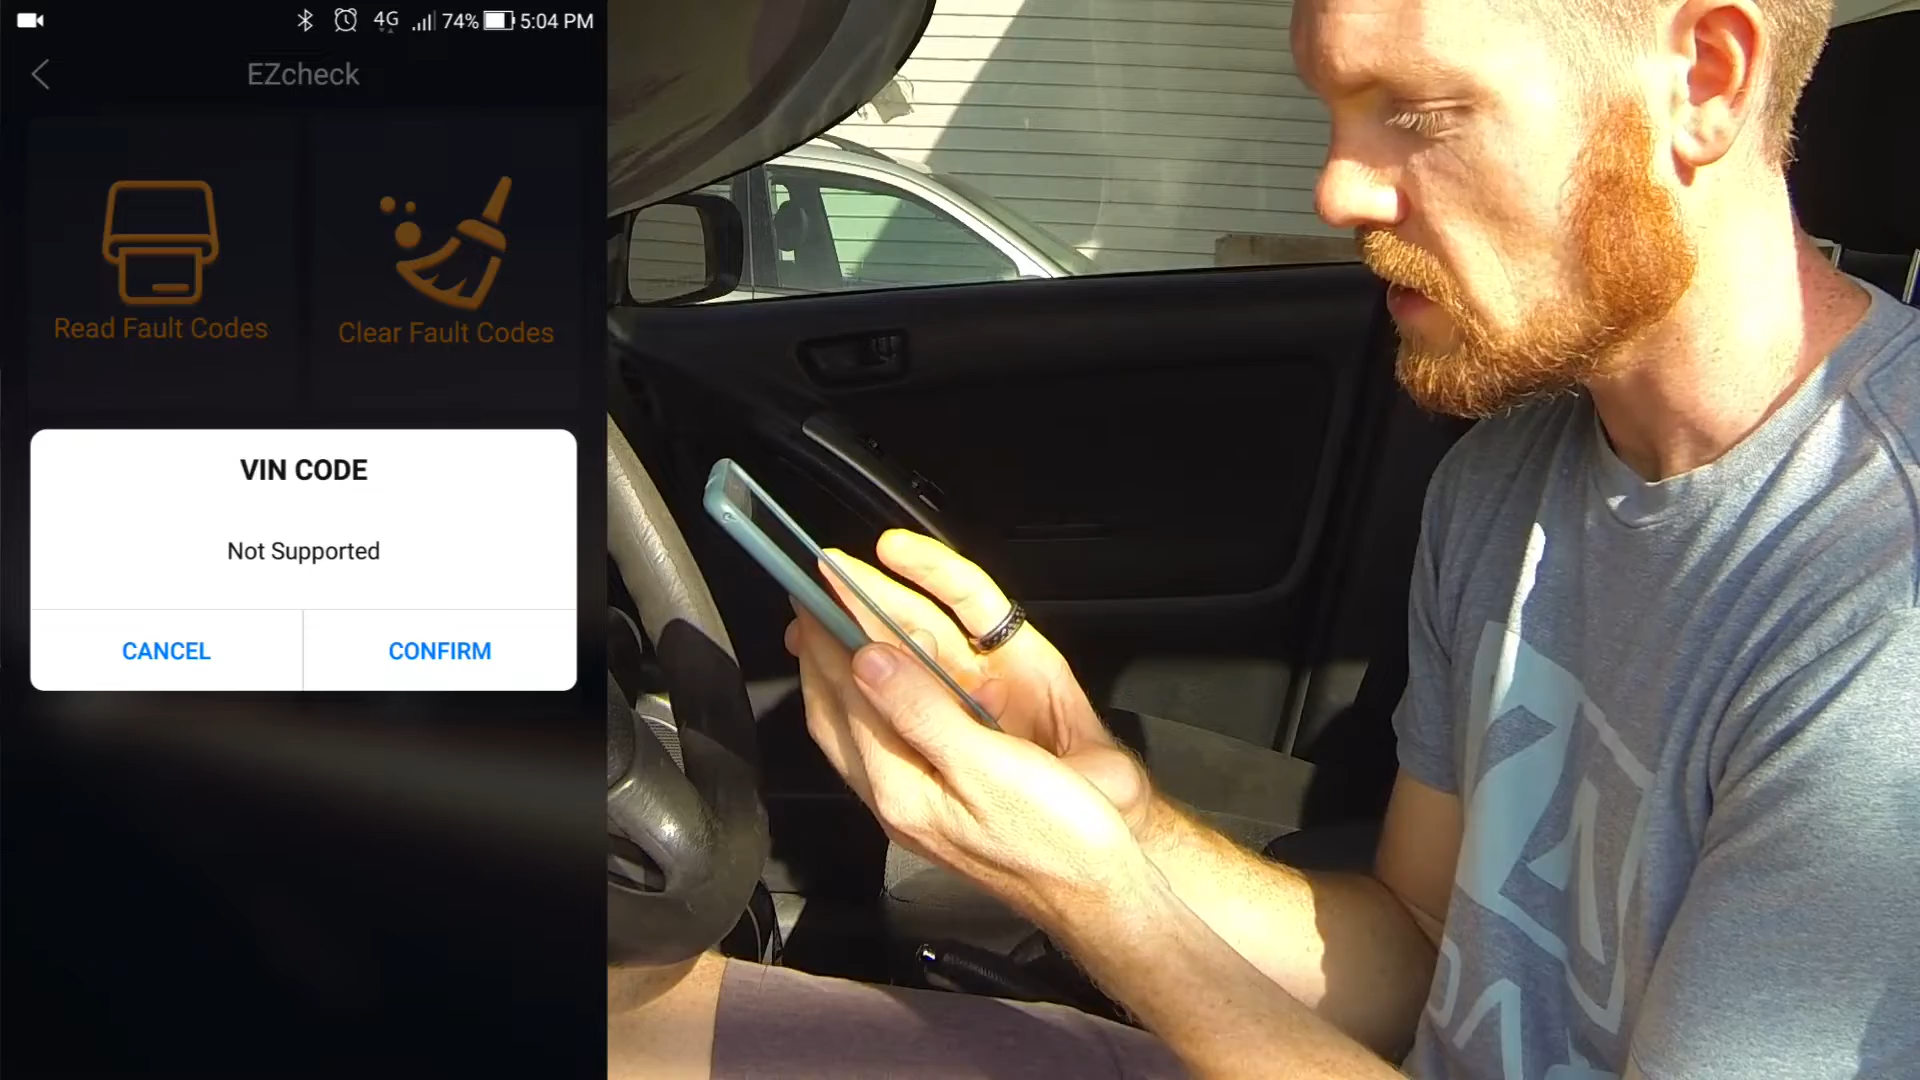 4G 74% 5:04 PM
EZcheck
Read Fault Codes
Clear Fault Codes
VIN CODE
Not Supported
CANCEL
CONFIRM